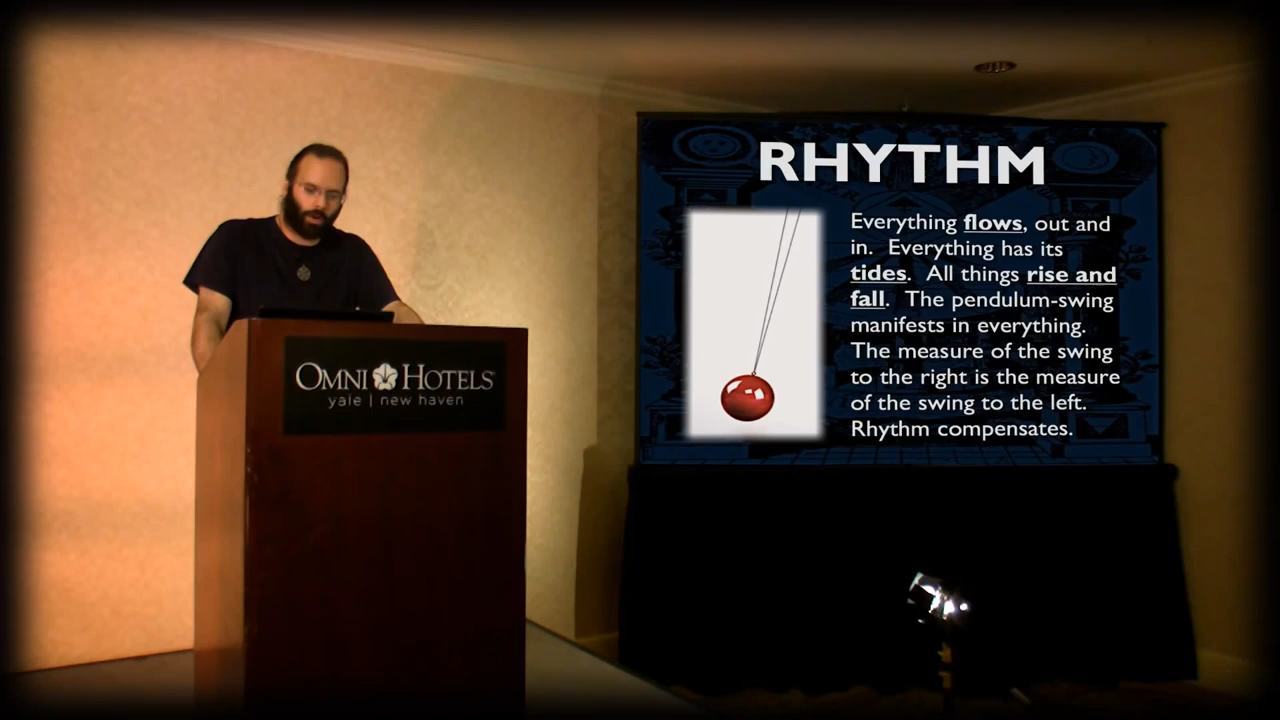 OMNI HOTELS
yale | new haven
RHYTHM
Everything flows, out and
in. Everything has its
tides. All things rise and
fall. The pendulum-swing
manifests in everything.
The measure of the swing
to the right is the measure
of the swing to the left.
Rhythm compensates.